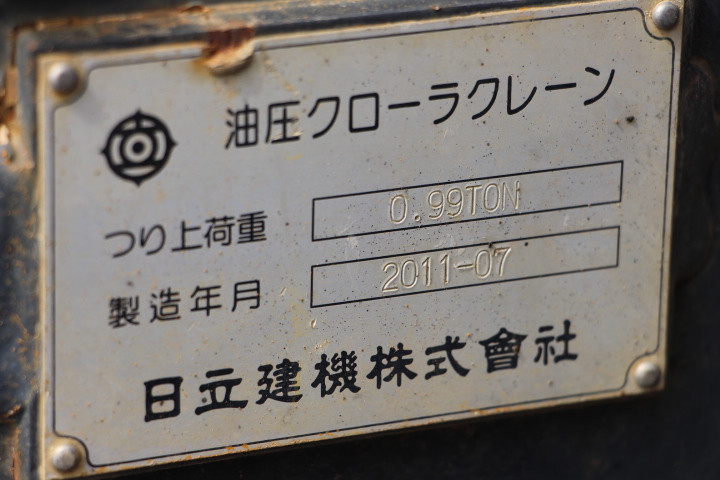 油圧クローラクレーン
つり上荷重 0.99TON
製造年月 2011-07
日立建機株式會社